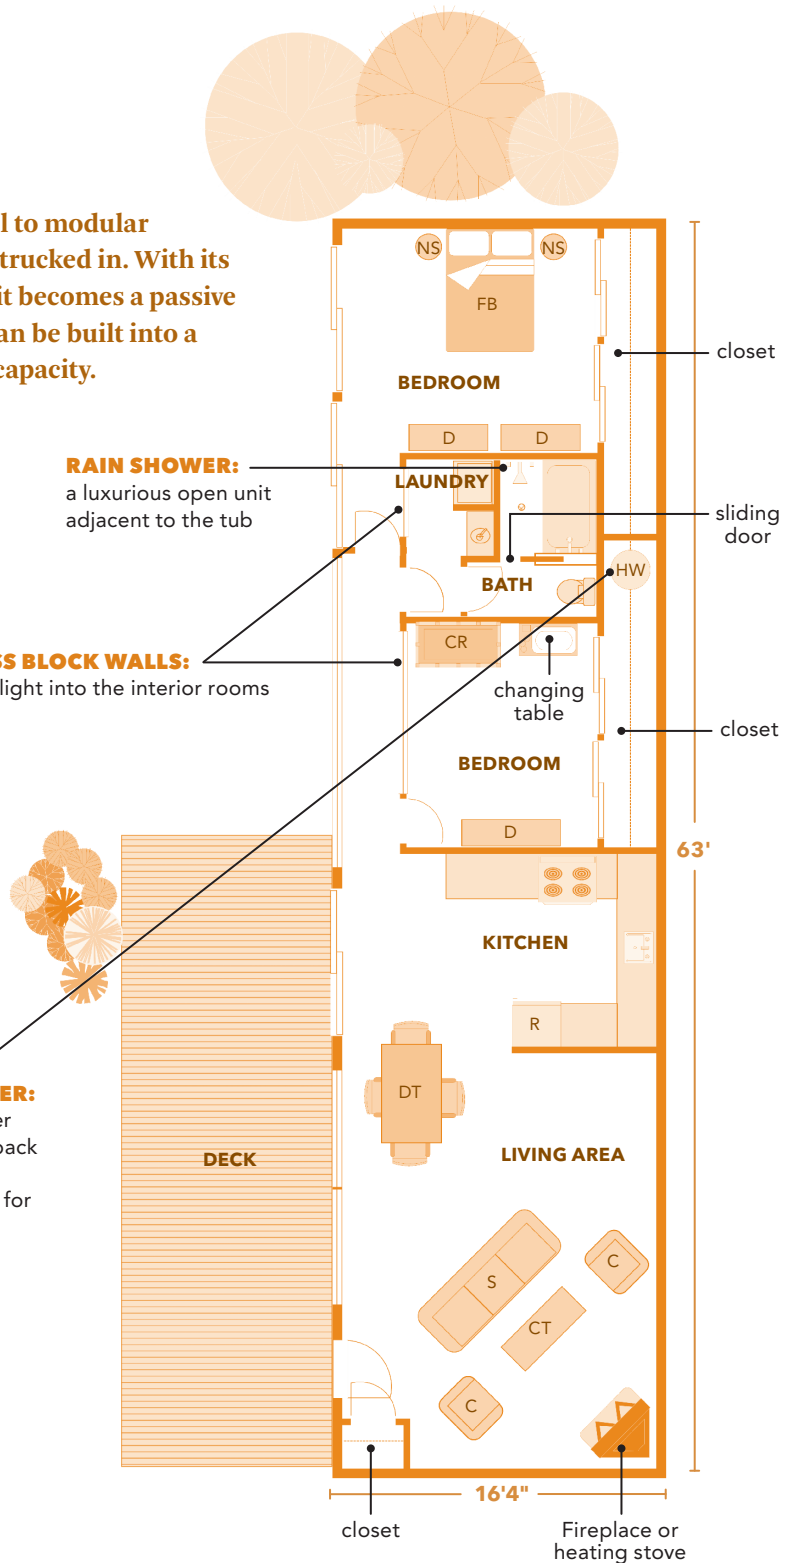 l to modular
trucked in. With its
it becomes a passive
an be built into a
capacity.
NS
NS
FB
closet
BEDROOM
D
D
RAIN SHOWER:
a luxurious open unit
adjacent to the tub
LAUNDRY
sliding
door
HW
BATH
CR
SS BLOCK WALLS:
light into the interior rooms
changing
table
closet
BEDROOM
D
63'
KITCHEN
R
ER:
er
back
for
DT
DECK
LIVING AREA
C
S
CT
C
16'4"
closet
Fireplace or
heating stove